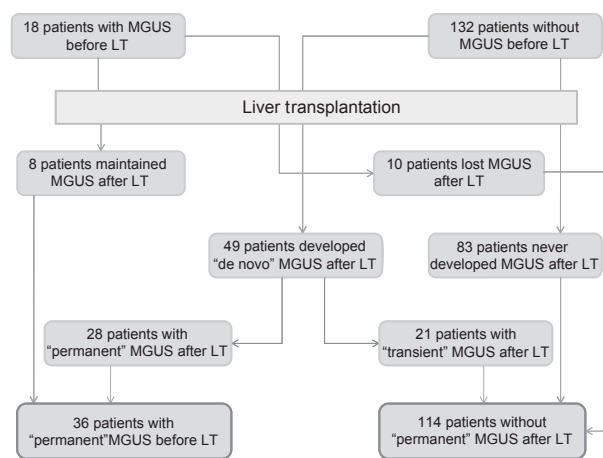 18 patients with MGUS
before LT
132 patients without
MGUS before LT
Liver transplantation
8 patients maintained
MGUS after LT
10 patients lost MGUS
after LT
49 patients developed
“de novo” MGUS after LT
83 patients never
developed MGUS after LT
28 patients with
“permanent” MGUS after LT
21 patients with
“transient” MGUS after LT
36 patients with
“permanent”MGUS before LT
114 patients without
“permanent” MGUS after LT